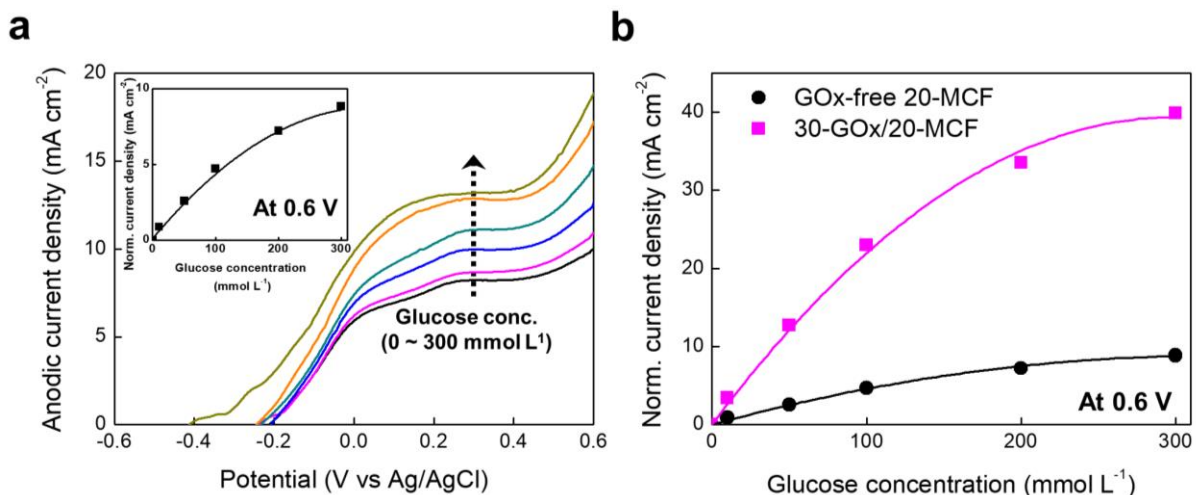 a
Anodic current density (mA cm⁻²)
20
15
10
5
0
-0.6
-0.4
-0.2
0.0
0.2
0.4
0.6
Potential (V vs Ag/AgCl)
Norm. current density (mA cm⁻²)
10
5
0
0
100
200
300
Glucose concentration
(mmol L⁻¹)
At 0.6 V
Glucose conc.
(0 ~ 300 mmol L¹)
b
Norm. current density (mA cm⁻²)
40
30
20
10
0
0
100
200
300
Glucose concentration (mmol L⁻¹)
GOx-free 20-MCF
30-GOx/20-MCF
At 0.6 V